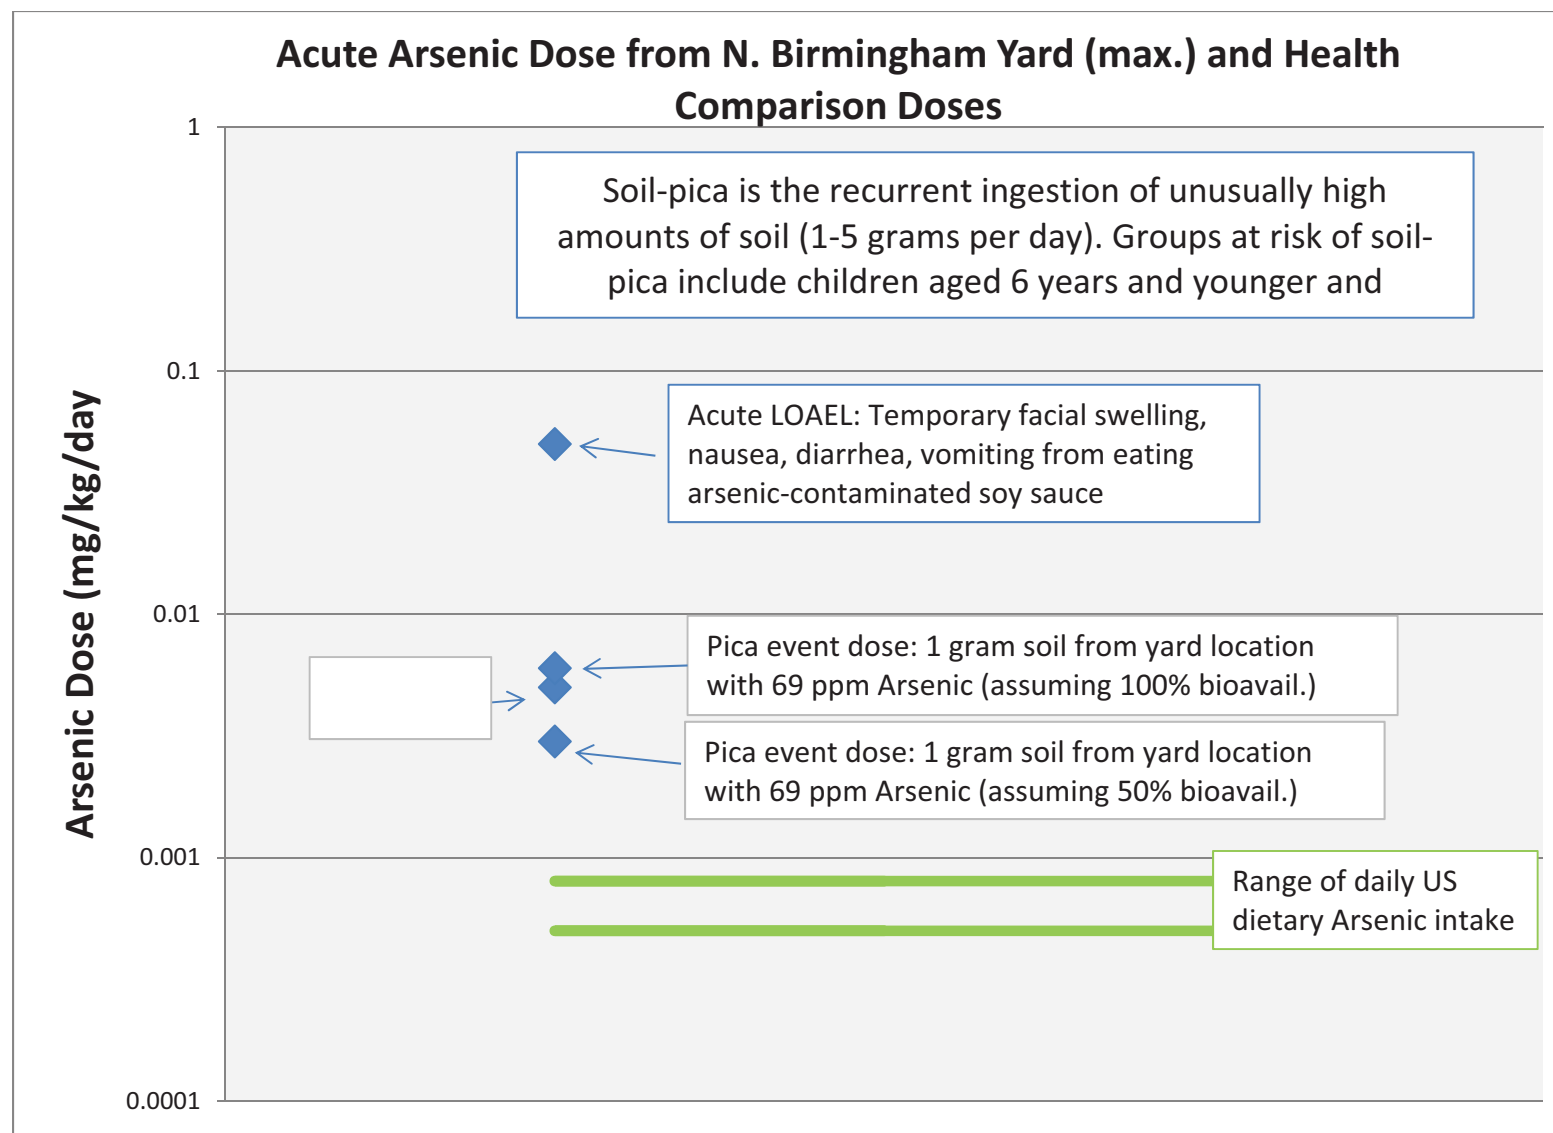 Acute Arsenic Dose from N. Birmingham Yard (max.) and Health
Comparison Doses
1
Soil-pica is the recurrent ingestion of unusually high
amounts of soil (1-5 grams per day). Groups at risk of soil-
pica include children aged 6 years and younger and
0.1
Acute LOAEL: Temporary facial swelling,
nausea, diarrhea, vomiting from eating
arsenic-contaminated soy sauce
Arsenic Dose (mg/kg/day
0.01
Pica event dose: 1 gram soil from yard location
with 69 ppm Arsenic (assuming 100% bioavail.)
Pica event dose: 1 gram soil from yard location
with 69 ppm Arsenic (assuming 50% bioavail.)
0.001
Range of daily US
dietary Arsenic intake
0.0001